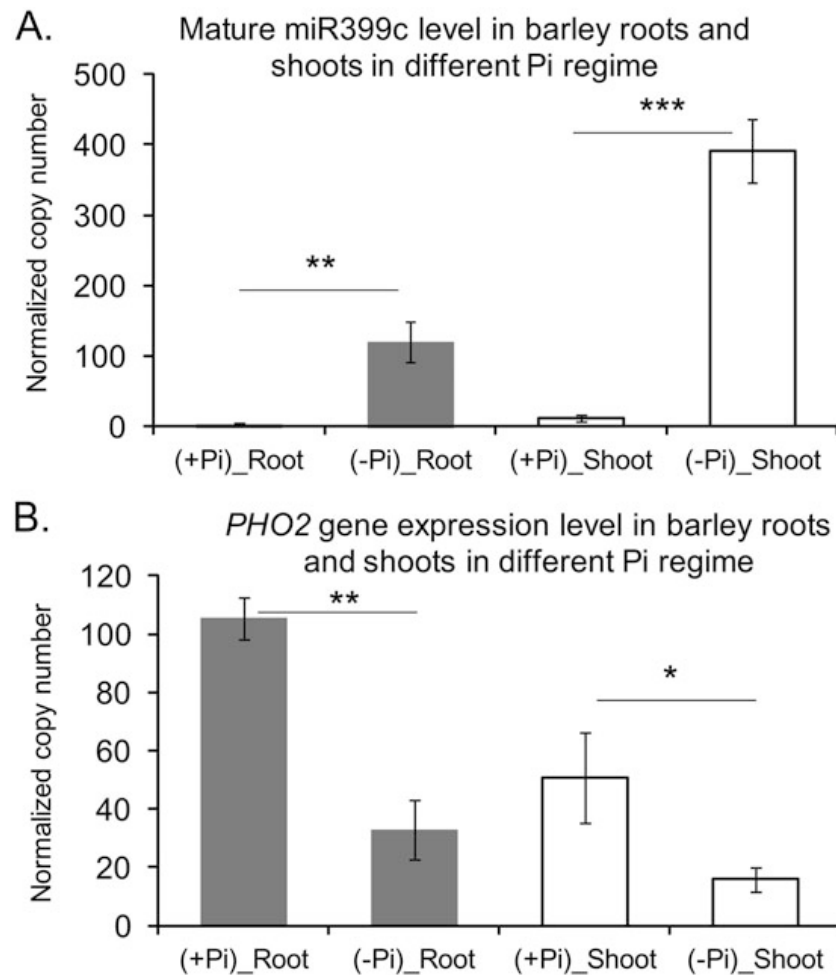 A.
Mature miR399c level in barley roots and
shoots in different Pi regime
Normalized copy number
500
400
300
200
100
0
**
***
(+Pi)_Root
(-Pi)_Root
(+Pi)_Shoot
(-Pi)_Shoot
B.
PHO2 gene expression level in barley roots
and shoots in different Pi regime
Normalized copy number
120
100
80
60
40
20
0
**
*
(+Pi)_Root
(-Pi)_Root
(+Pi)_Shoot
(-Pi)_Shoot